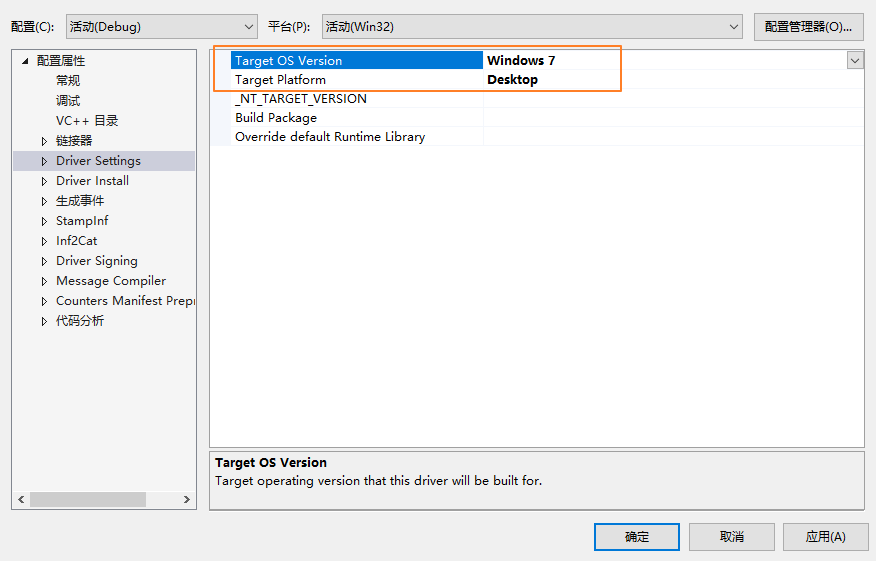 配置(C): 活动(Debug) 平台(P): 活动(Win32) 配置管理器(O)...
配置属性
常规
调试
VC++ 目录
链接器
Driver Settings
Driver Install
生成事件
StampInf
Inf2Cat
Driver Signing
Message Compiler
Counters Manifest Prepr
代码分析
Target OS Version Windows 7
Target Platform Desktop
_NT_TARGET_VERSION
Build Package
Override default Runtime Library
Target OS Version
Target operating version that this driver will be built for.
确定 取消 应用(A)